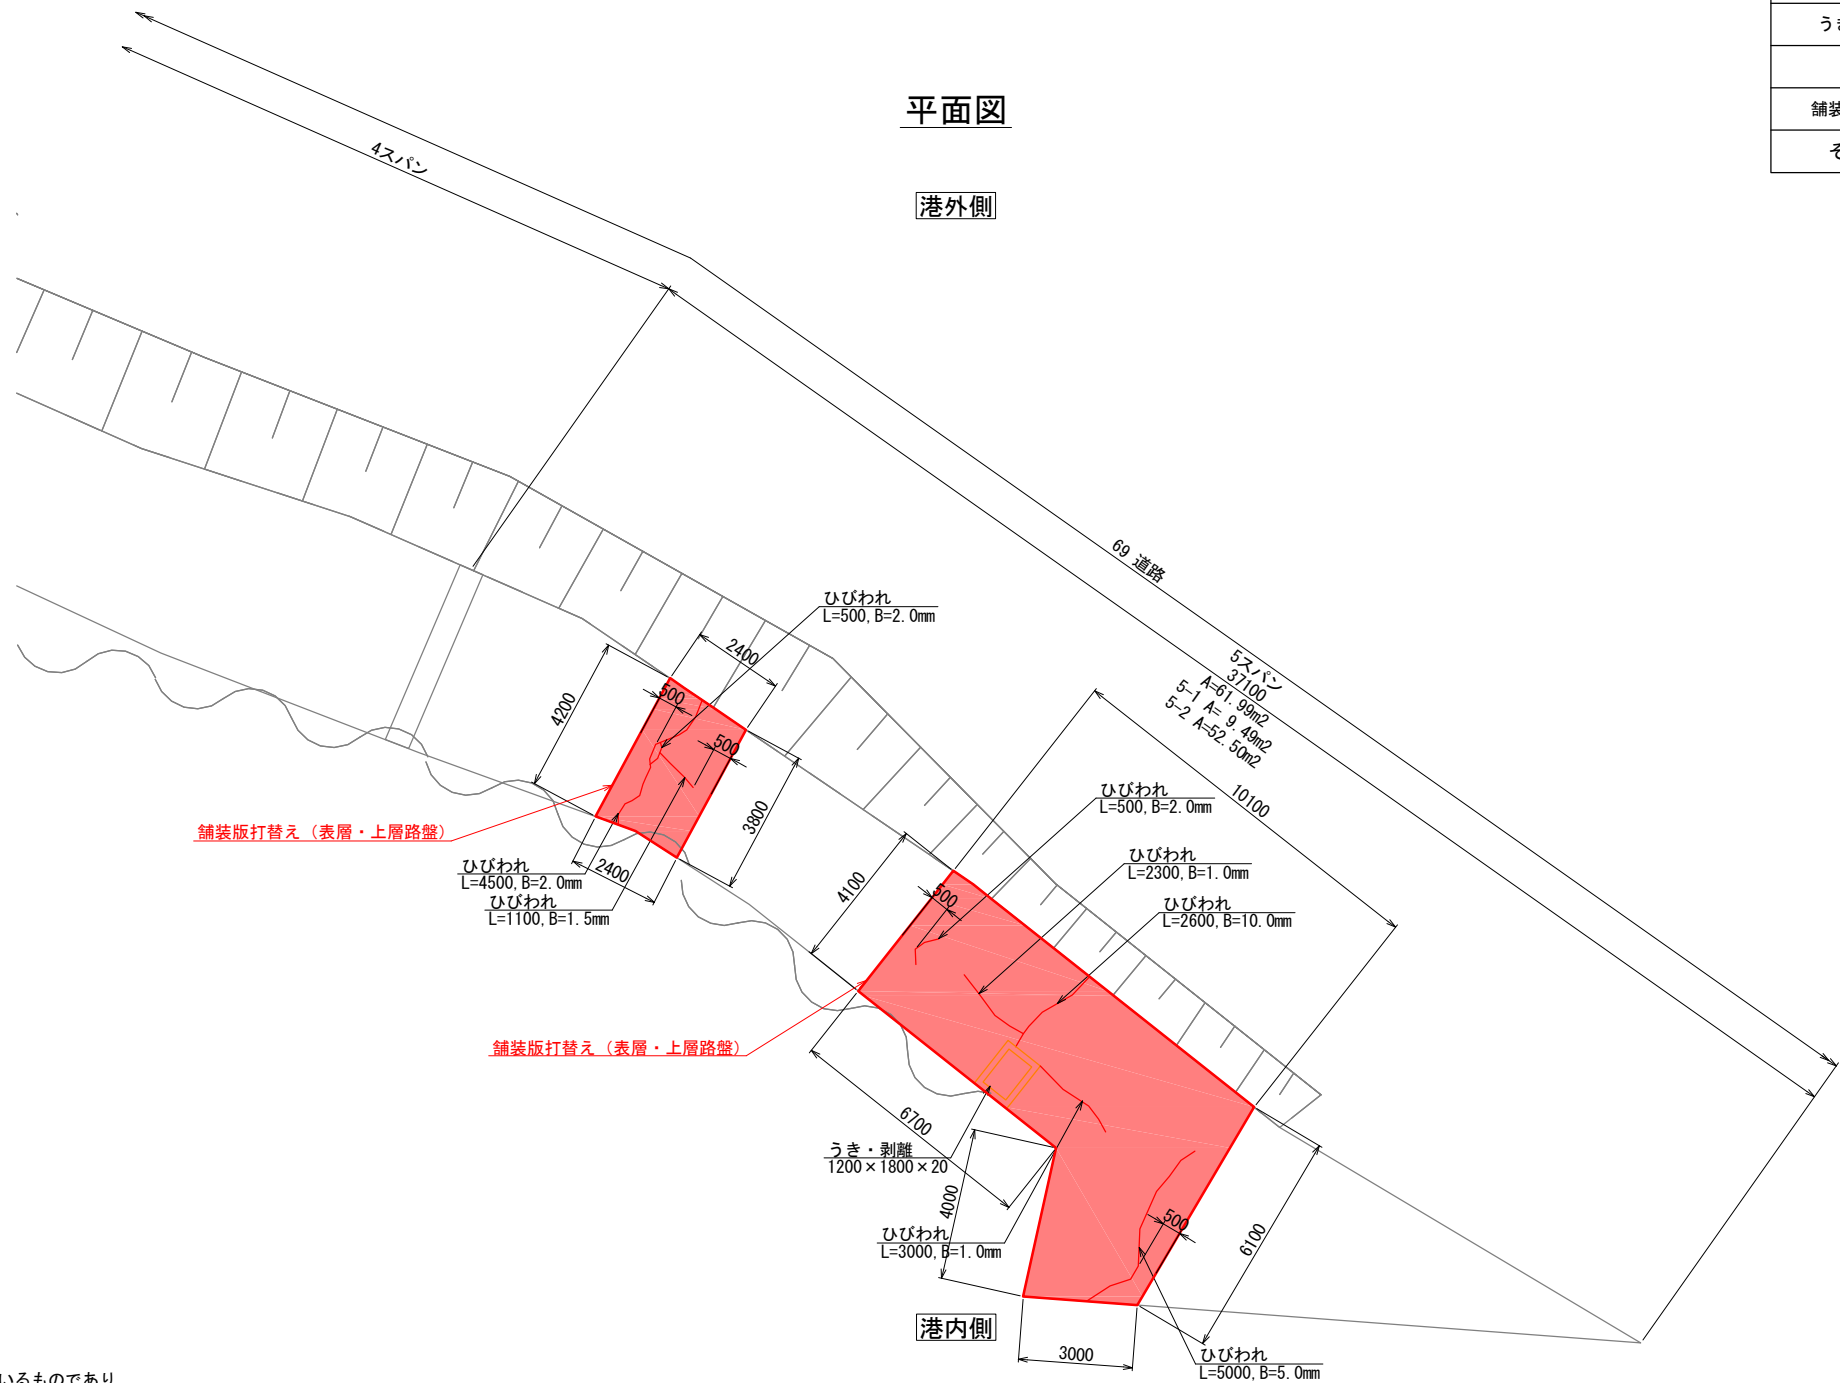 平面図
港外側
4スパン
69 道路
5スパン
37100
A=61.99m2
5-1 A= 9.49m2
5-2 A=52.50m2
ひびわれ
L=500,B=2.0mm
2400
500
4200
500
3800
舗装版打替え（表層・上層路盤）
ひびわれ
L=4500,B=2.0mm
2400
ひびわれ
L=1100,B=1.5mm
10100
ひびわれ
L=500,B=2.0mm
ひびわれ
L=2300,B=1.0mm
4100
500
ひびわれ
L=2600,B=10.0mm
舗装版打替え（表層・上層路盤）
6700
うき・剥離
1200×1800×20
4000
500
6100
ひびわれ
L=3000,B=1.0mm
港内側
3000
ひびわれ
L=5000,B=5.0mm
いるものであり
舗装